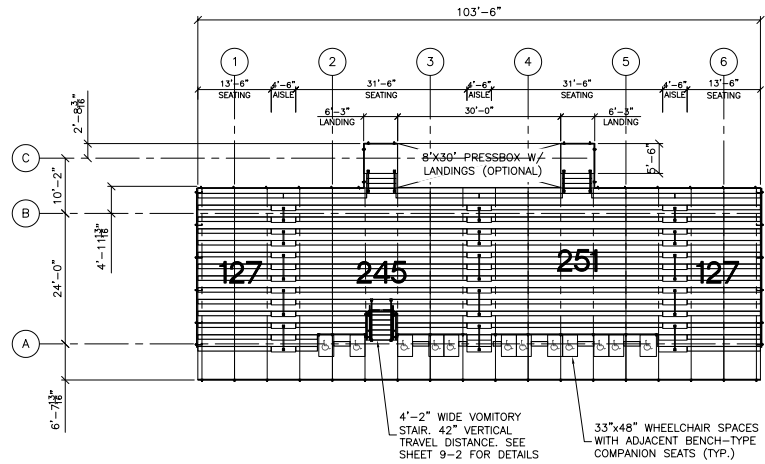 103'-6"
1
2
3
4
5
6
13'-6"
SEATING
4'-6"
AISLE
31'-6"
SEATING
4'-6"
AISLE
31'-6"
SEATING
4'-6"
AISLE
13'-6"
SEATING
6'-3"
LANDING
30'-0"
6'-3"
LANDING
2'-8 3/16"
C
8'X30' PRESSBOX W/
LANDINGS (OPTIONAL)
5'-6"
10'-2"
B
4'-11 13/16"
24'-0"
127
245
251
127
A
6'-7 13/16"
4'-2" WIDE VOMITORY
STAIR. 42" VERTICAL
TRAVEL DISTANCE. SEE
SHEET 9-2 FOR DETAILS
33"x48" WHEELCHAIR SPACES
WITH ADJACENT BENCH-TYPE
COMPANION SEATS (TYP.)